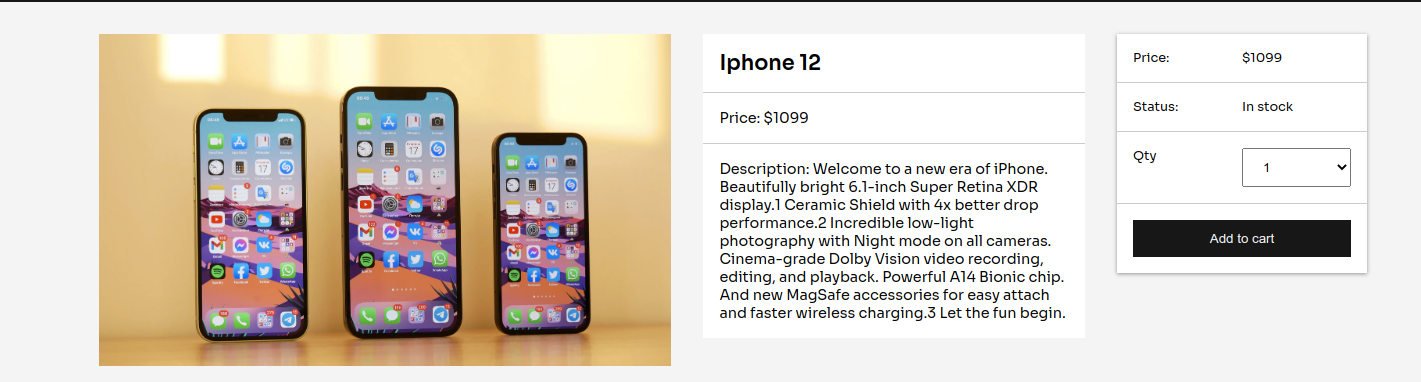 Iphone 12
Price: $1099
Description: Welcome to a new era of iPhone.
Beautifully bright 6.1-inch Super Retina XDR
display.1 Ceramic Shield with 4x better drop
performance.2 Incredible low-light
photography with Night mode on all cameras.
Cinema-grade Dolby Vision video recording,
editing, and playback. Powerful A14 Bionic chip.
And new MagSafe accessories for easy attach
and faster wireless charging.3 Let the fun begin.
Price: $1099
Status: In stock
Qty 1
Add to cart